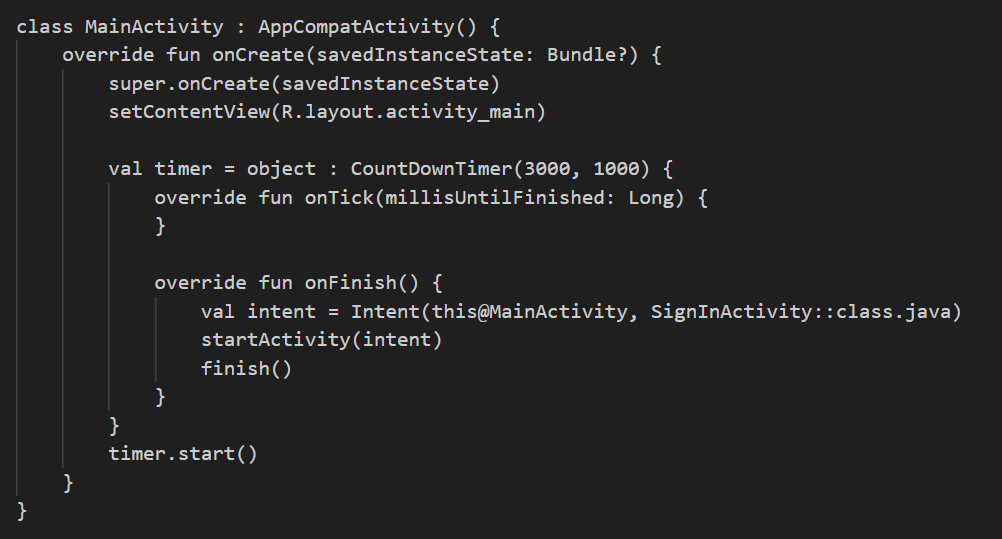 class MainActivity : AppCompatActivity() {
    override fun onCreate(savedInstanceState: Bundle?) {
        super.onCreate(savedInstanceState)
        setContentView(R.layout.activity_main)

        val timer = object : CountDownTimer(3000, 1000) {
            override fun onTick(millisUntilFinished: Long) {
            }

            override fun onFinish() {
                val intent = Intent(this@MainActivity, SignInActivity::class.java)
                startActivity(intent)
                finish()
            }
        }
        timer.start()
    }
}